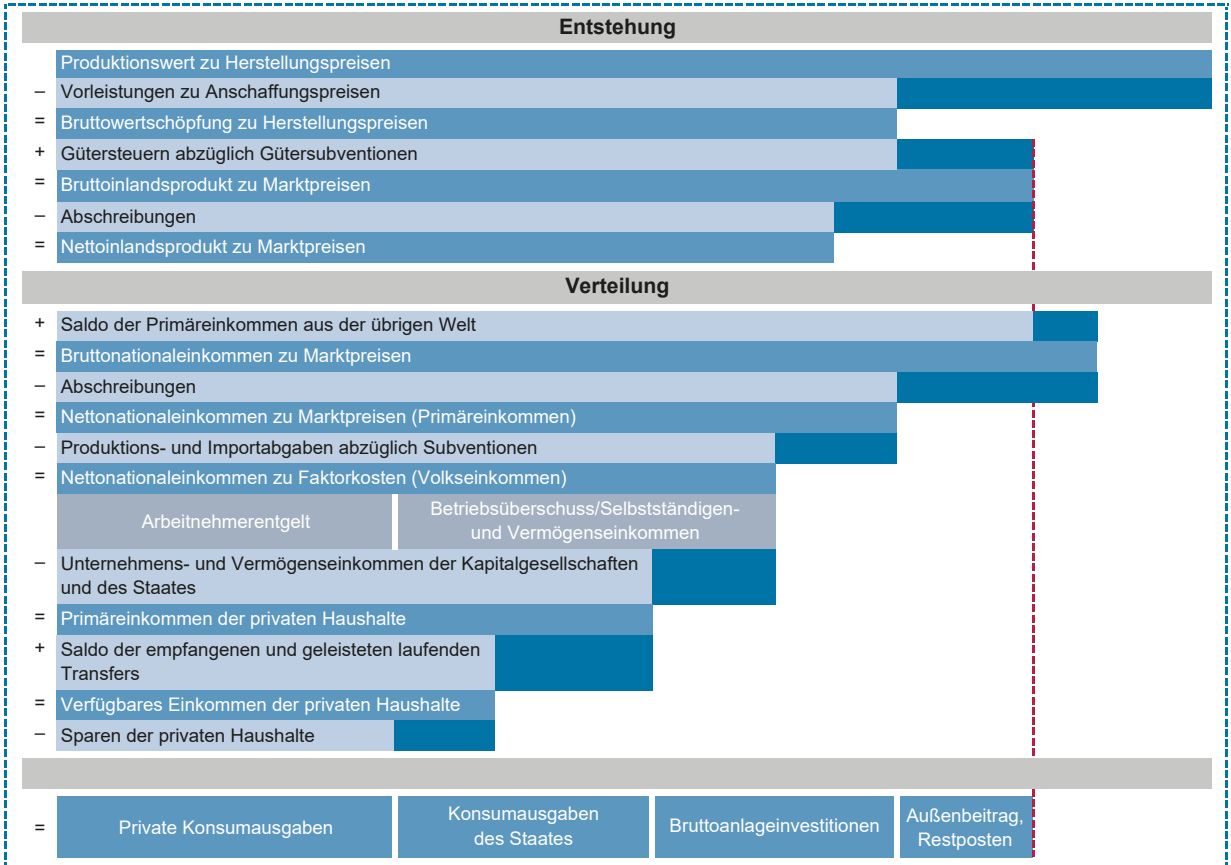 Entstehung
Produktionswert zu Herstellungspreisen
– Vorleistungen zu Anschaffungspreisen
= Bruttowertschöpfung zu Herstellungspreisen
+ Gütersteuern abzüglich Gütersubventionen
= Bruttoinlandsprodukt zu Marktpreisen
– Abschreibungen
= Nettoinlandsprodukt zu Marktpreisen
Verteilung
+ Saldo der Primäreinkommen aus der übrigen Welt
= Bruttonationaleinkommen zu Marktpreisen
– Abschreibungen
= Nettonationaleinkommen zu Marktpreisen (Primäreinkommen)
– Produktions- und Importabgaben abzüglich Subventionen
= Nettonationaleinkommen zu Faktorkosten (Volkseinkommen)
Arbeitnehmerentgelt
Betriebsüberschuss/Selbstständigen-
und Vermögenseinkommen
– Unternehmens- und Vermögenseinkommen der Kapitalgesellschaften
und des Staates
= Primäreinkommen der privaten Haushalte
+ Saldo der empfangenen und geleisteten laufenden
Transfers
= Verfügbares Einkommen der privaten Haushalte
– Sparen der privaten Haushalte
= Private Konsumausgaben
Konsumausgaben
des Staates
Bruttoanlageinvestitionen
Außenbeitrag,
Restposten